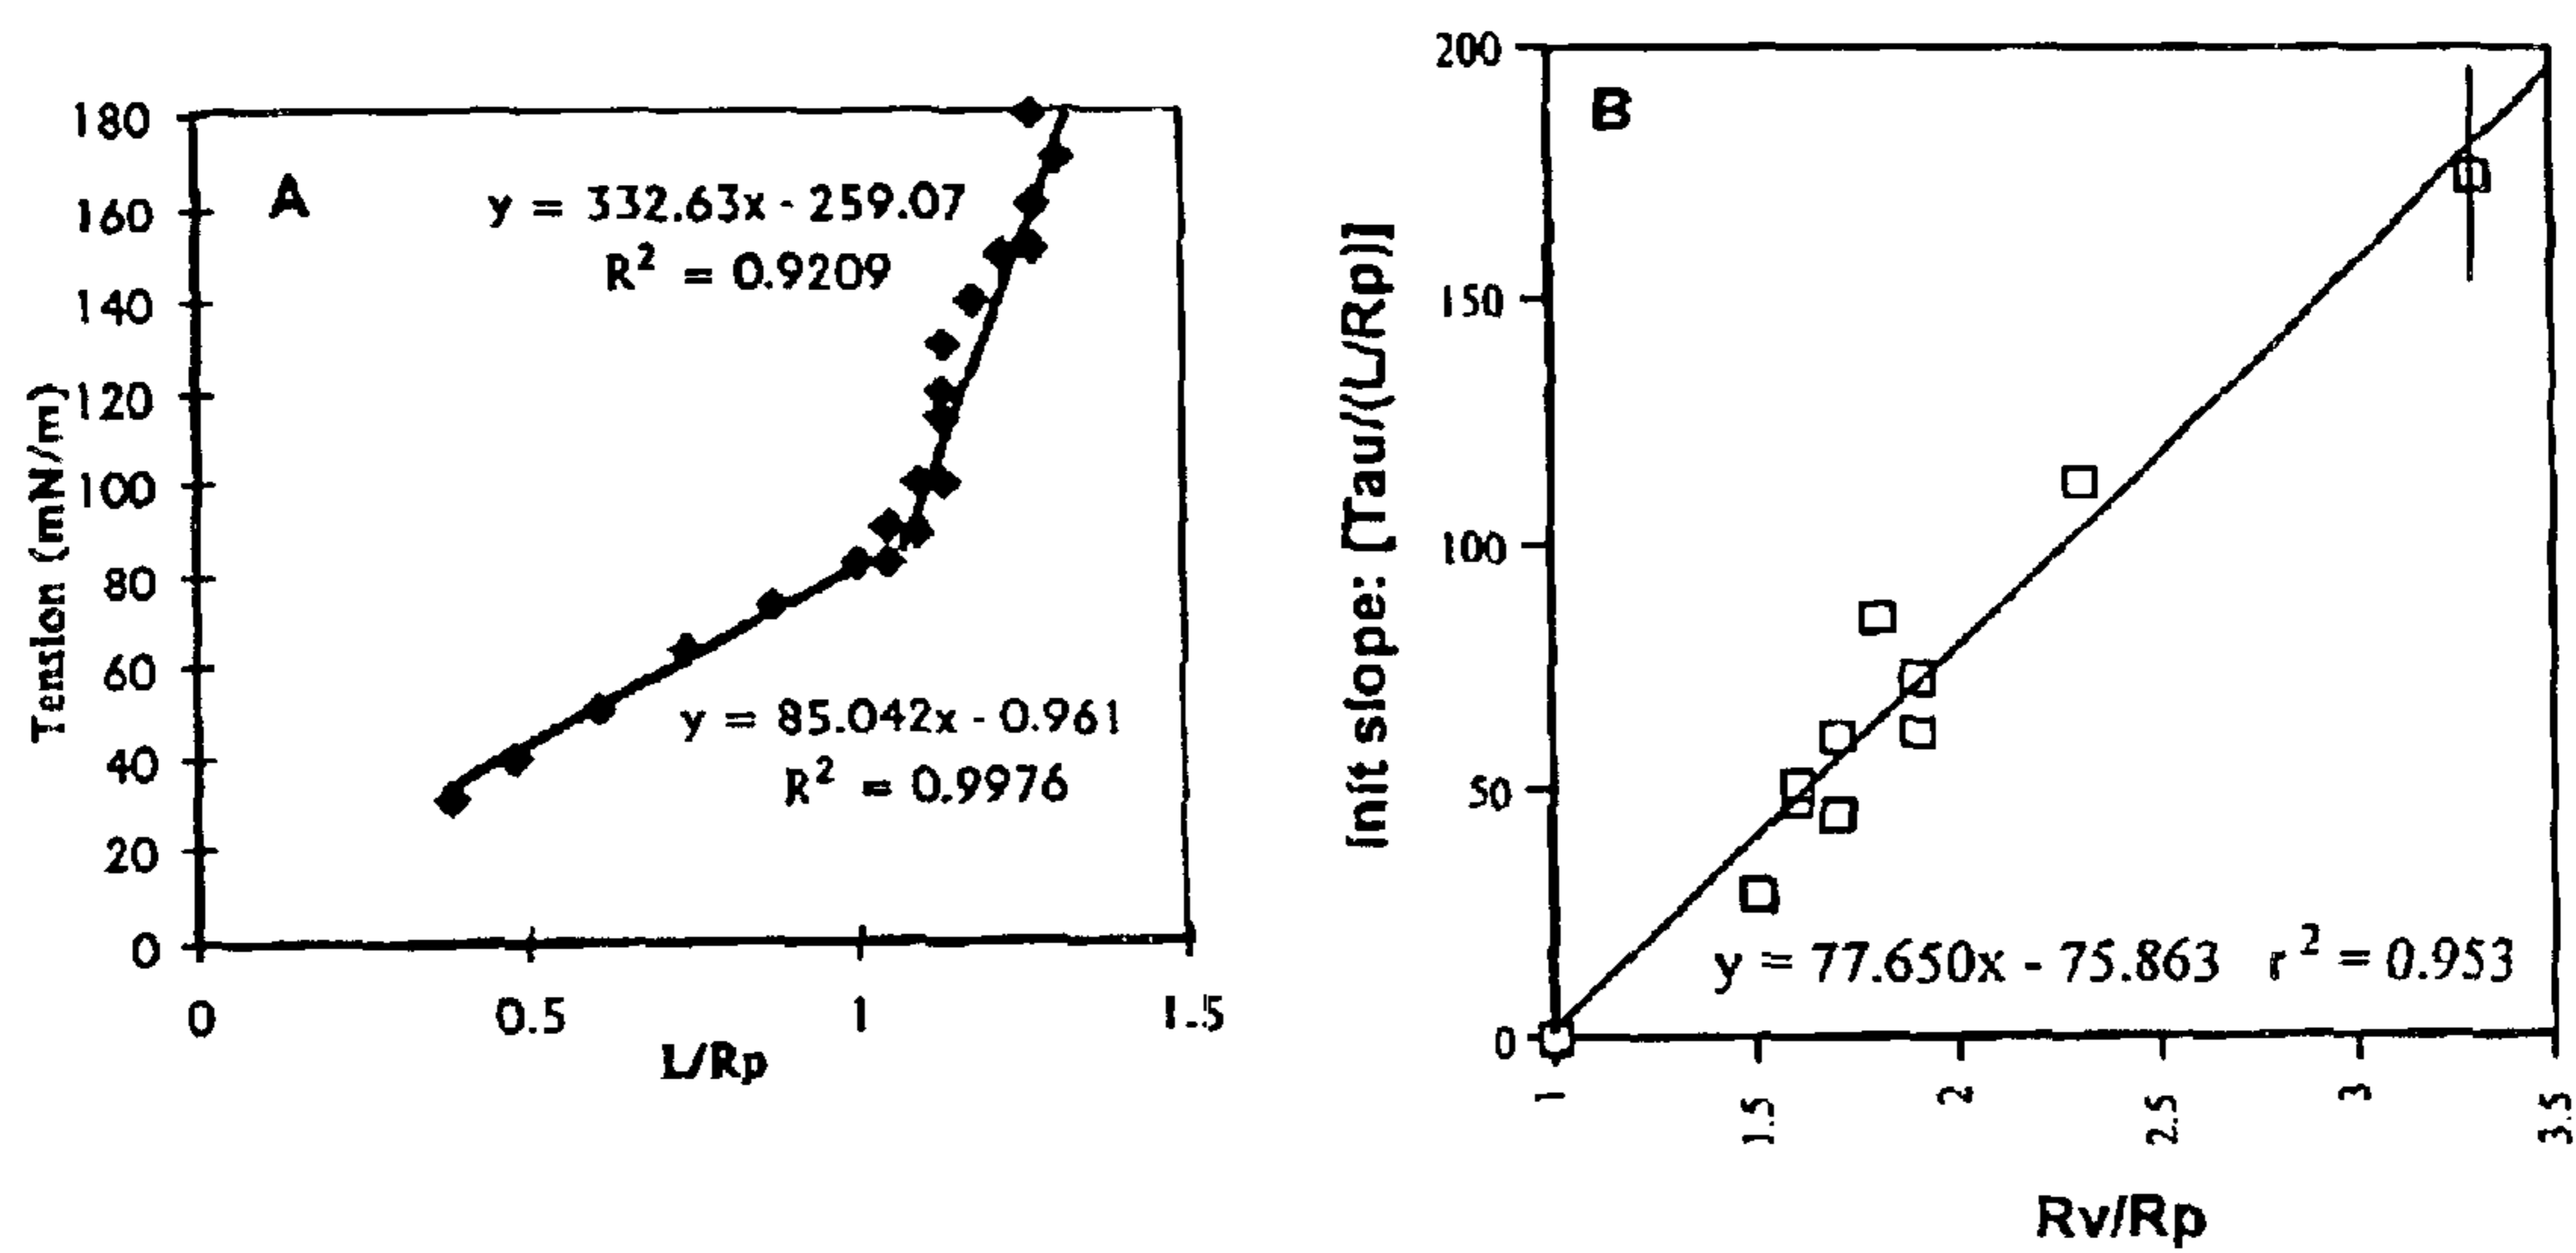 A
180
160
140
120
100
80
60
40
20
0
Tension (mN/m)
y = 332.63x - 259.07
R² = 0.9209
y = 85.042x - 0.961
R² = 0.9976
0 0.5 1 1.5
L/Rp
B
200
150
100
50
0
Init slope: [Tau/(L/Rp)]
y = 77.650x - 75.863 r² = 0.953
1 1.5 2 2.5 3 3.5
Rv/Rp